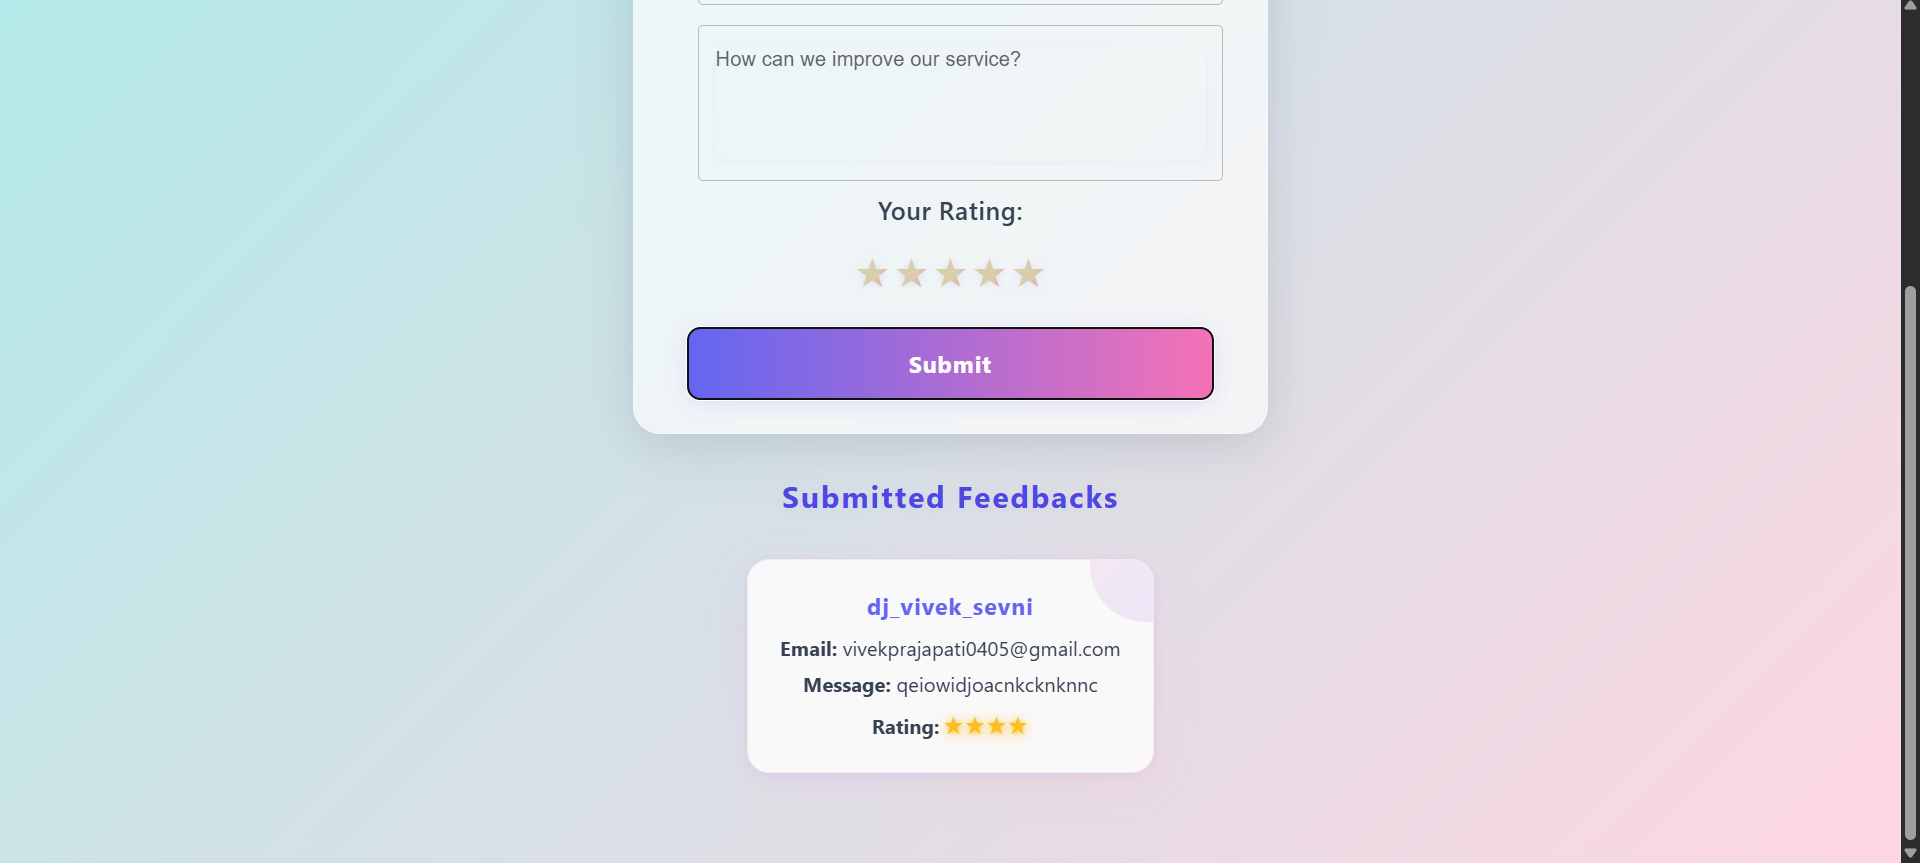 How can we improve our service?
Your Rating:
★★★★★
Submit
Submitted Feedbacks
dj_vivek_sevni
Email: vivekprajapati0405@gmail.com
Message: qeiowidjoacnkcknknnc
Rating: ★★★★